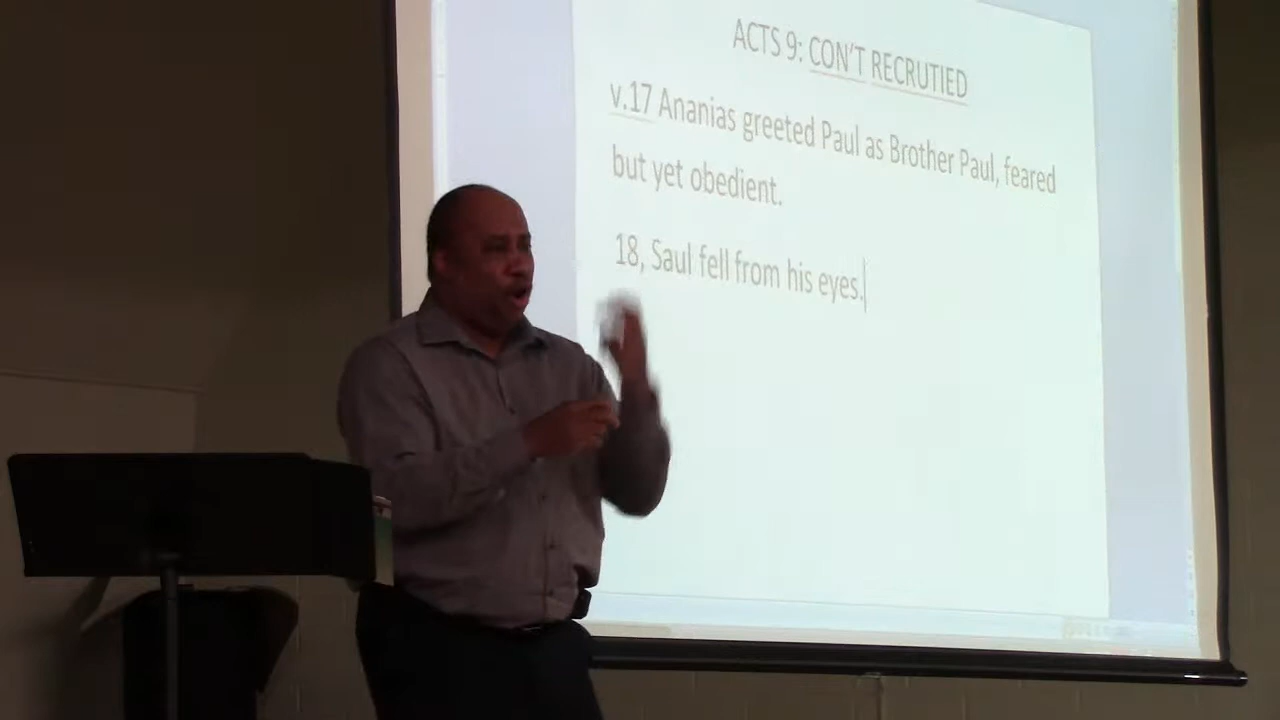 ACTS 9: CON'T RECRUTIED
v.17 Ananias greeted Paul as Brother Paul, feared
but yet obedient.
18, Saul fell from his eyes.